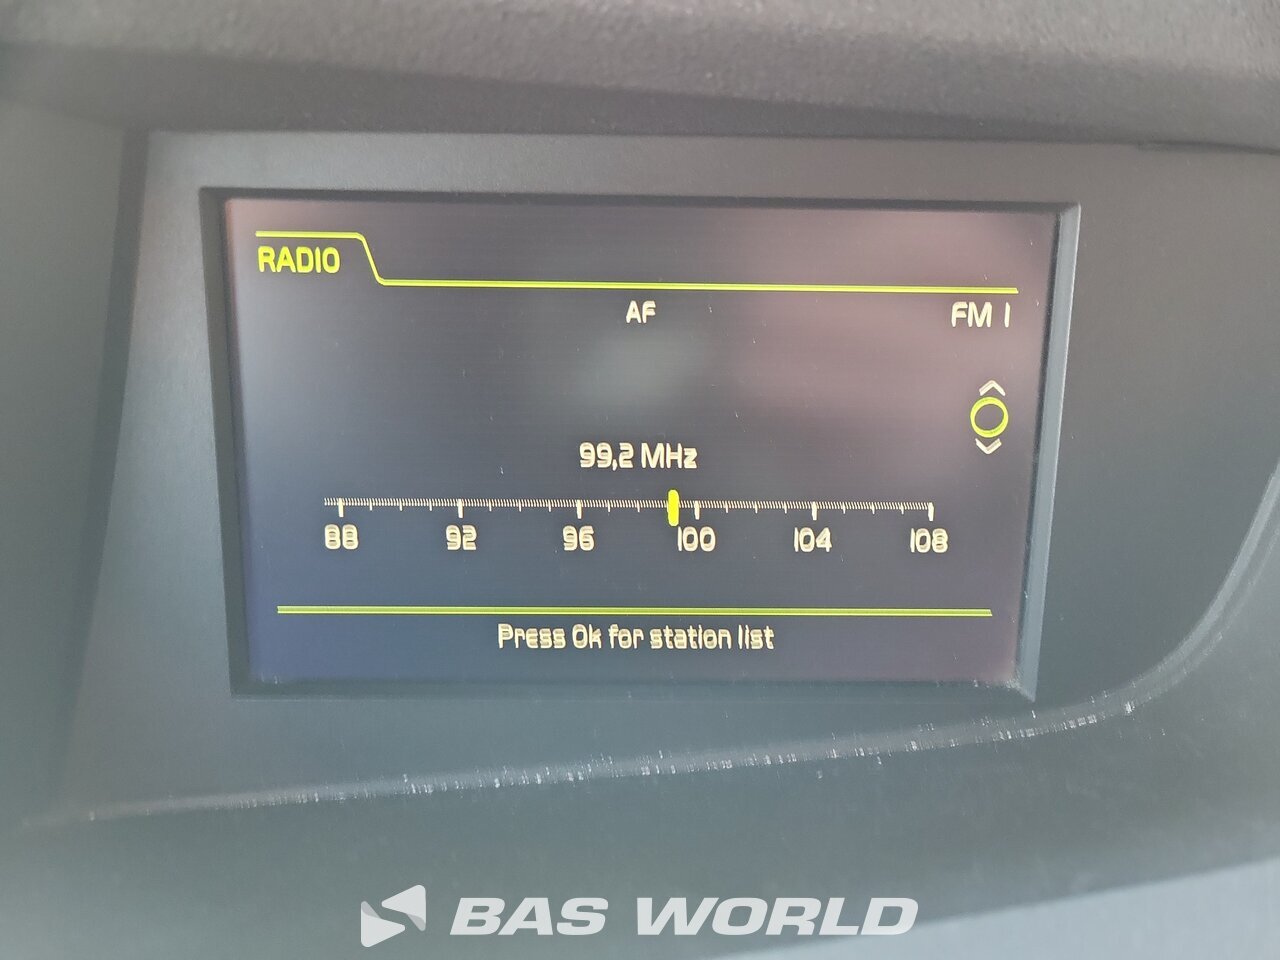 RADIO
AF
FM 1
99,2 MHz
88 92 96 100 104 108
Press Ok for station list
BAS WORLD